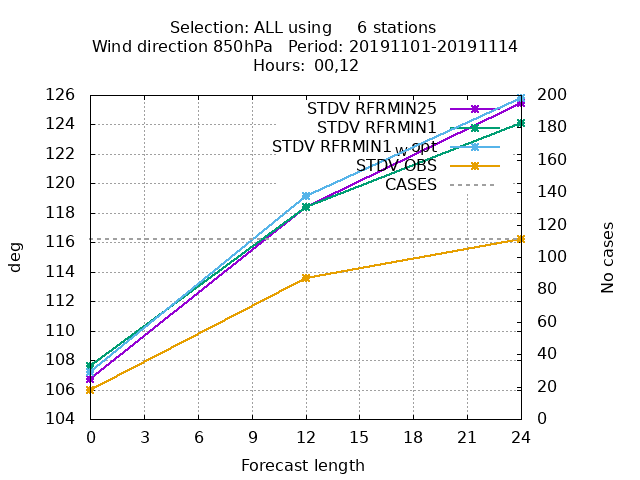 Selection: ALL using     6 stations
Wind direction 850hPa   Period: 20191101-20191114
Hours:  00,12
STDV RFRMIN25
STDV RFRMIN1
STDV RFRMIN1w opt
STDV OBS
CASES
126
124
122
120
118
116
114
112
110
108
106
104
200
180
160
140
120
100
80
60
40
20
0
deg
No cases
0 3 6 9 12 15 18 21 24
Forecast length